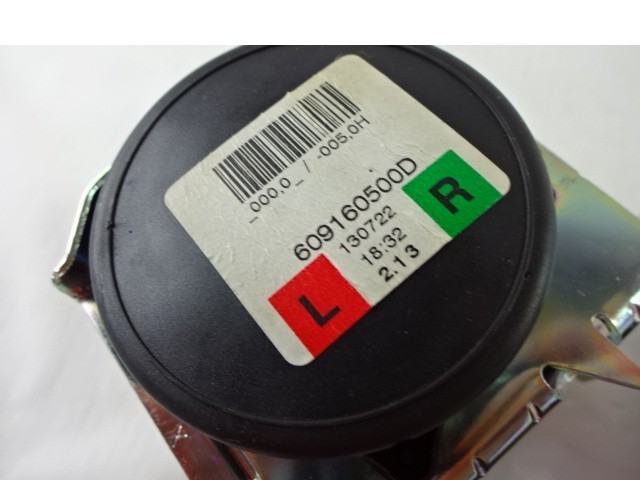 _000,0_ / -005,0H
609160500D
130722
18:32
2.13
L
R